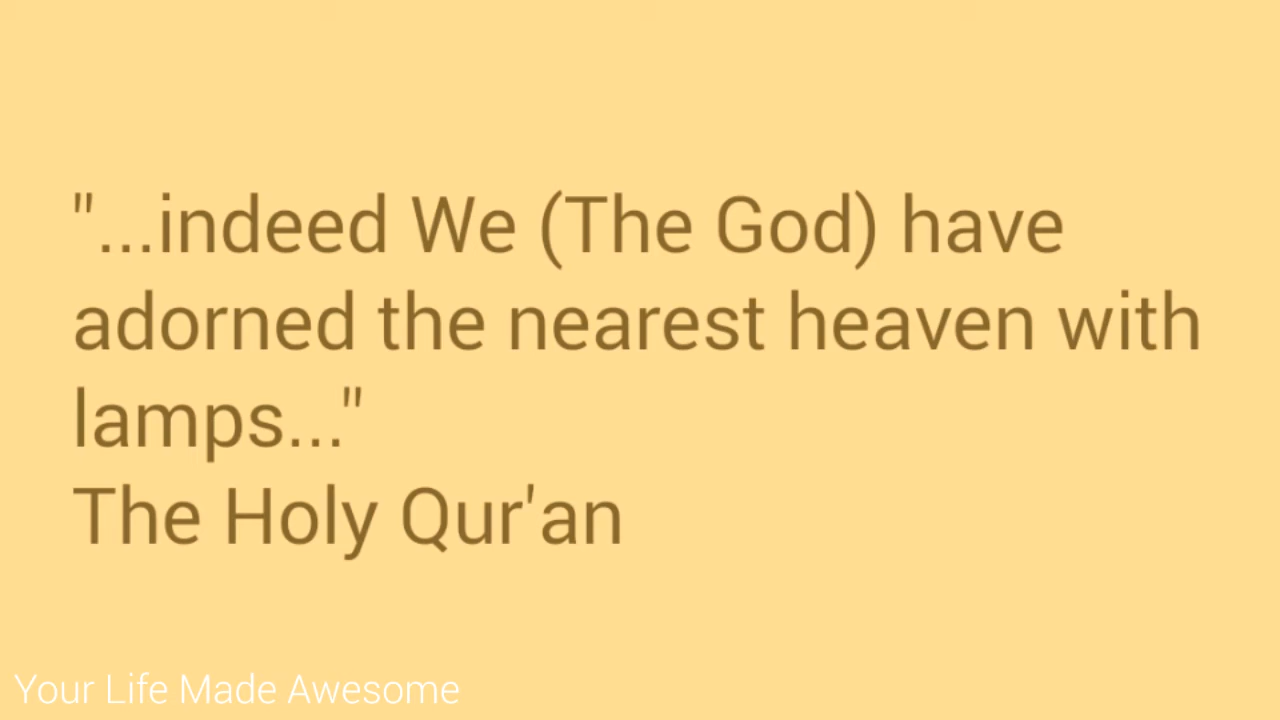 "...indeed We (The God) have
adorned the nearest heaven with
lamps..."
The Holy Qur'an
Your Life Made Awesome